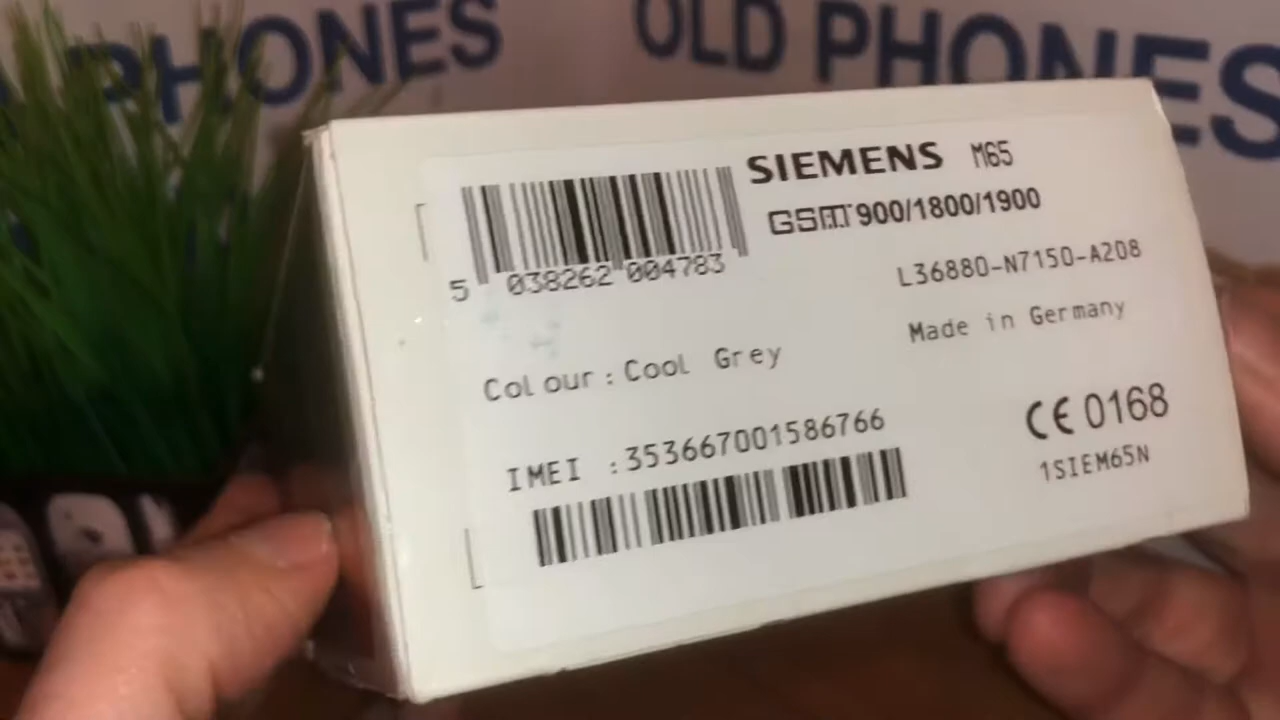 PHONES
OLD PHONES
SIEMENS M65
GSM 900/1800/1900
5 038262 004783
L36880-N7150-A208
Made in Germany
Colour: Cool Grey
IMEI :353667001586766
CE 0168
1SIEM65N